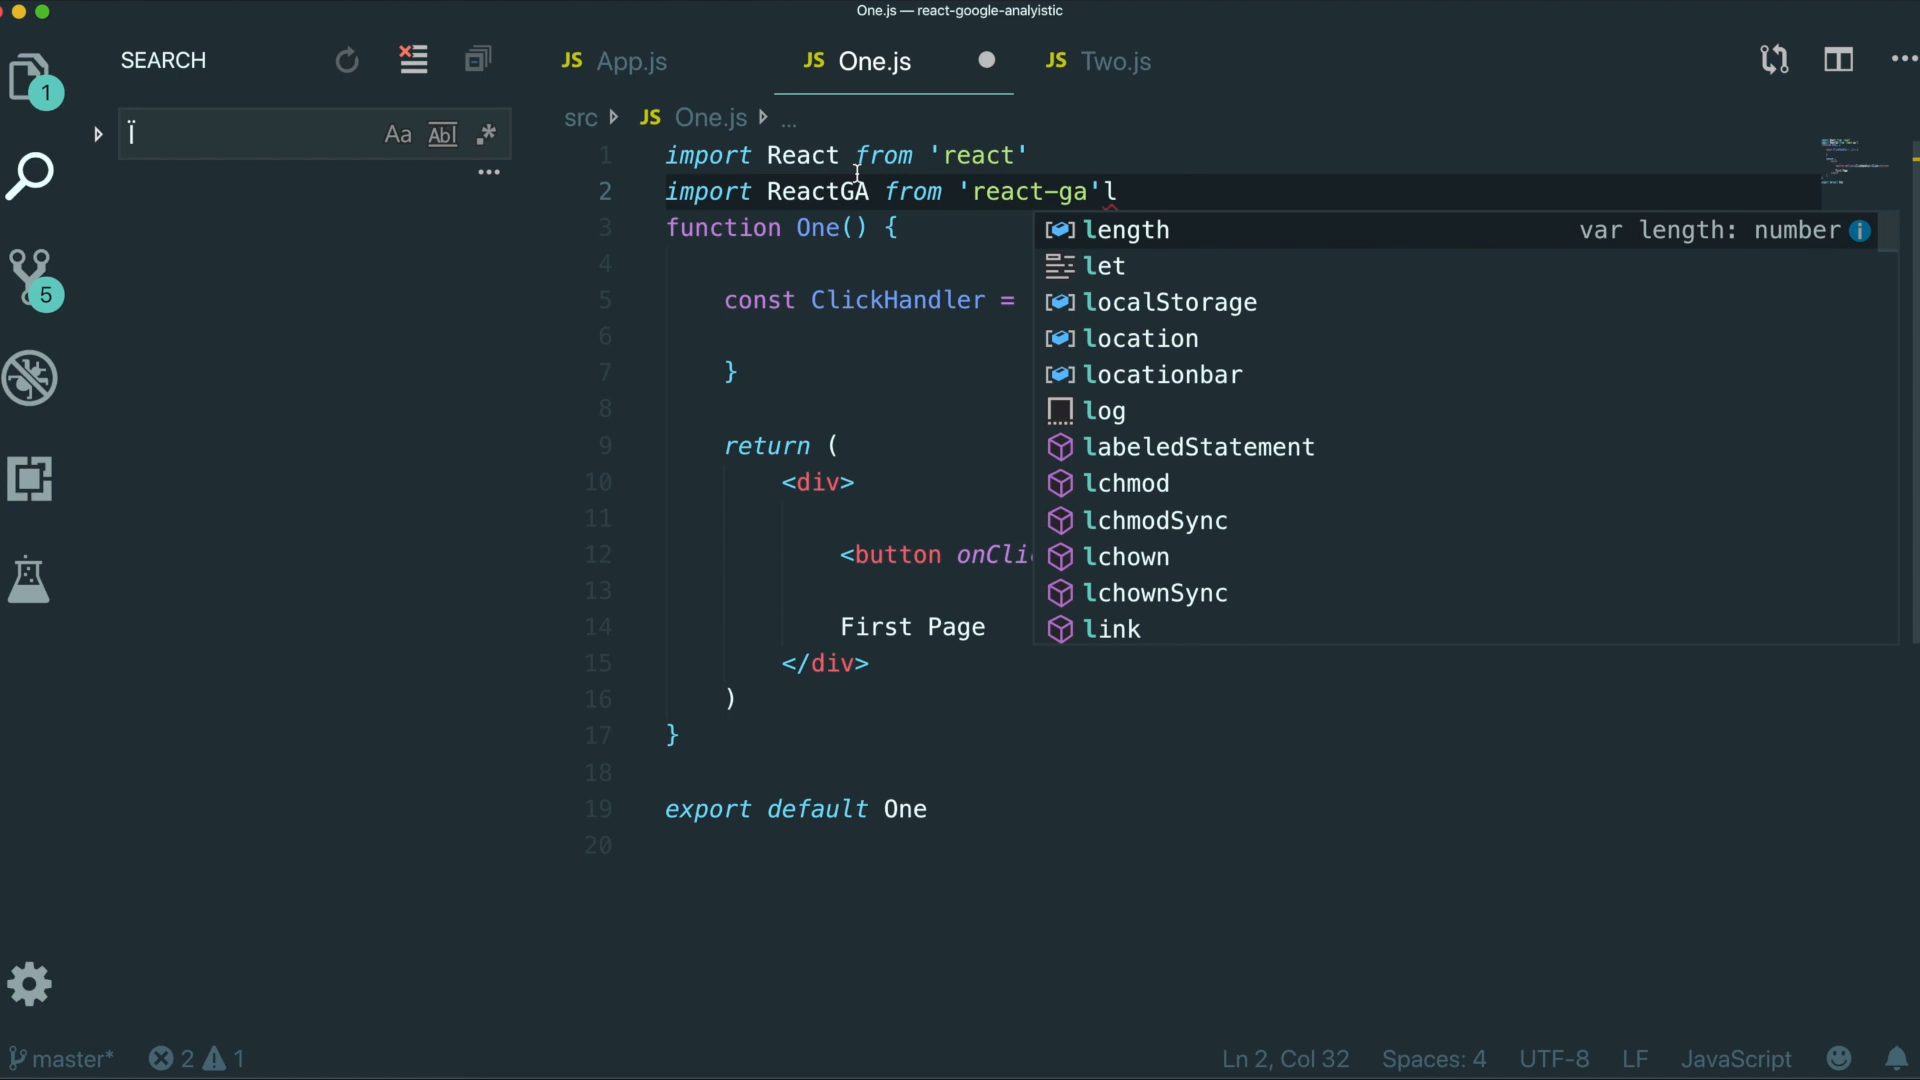 One.js — react-google-analyistic
SEARCH
JS App.js
JS One.js
JS Two.js
1
Ï
Aa
Abl
.*
src
JS One.js
...
1 import React from 'react'
2 import ReactGA from 'react-ga'l
3 function One() {
4
5 const ClickHandler =
6
7 }
8
9 return (
10 <div>
11
12 <button onCli
13
14 First Page
15 </div>
16 )
17 }
18
19 export default One
20
length
var length: number
let
localStorage
location
locationbar
log
labeledStatement
lchmod
lchmodSync
lchown
lchownSync
link
5
master*
2
1
Ln 2, Col 32
Spaces: 4
UTF-8
LF
JavaScript